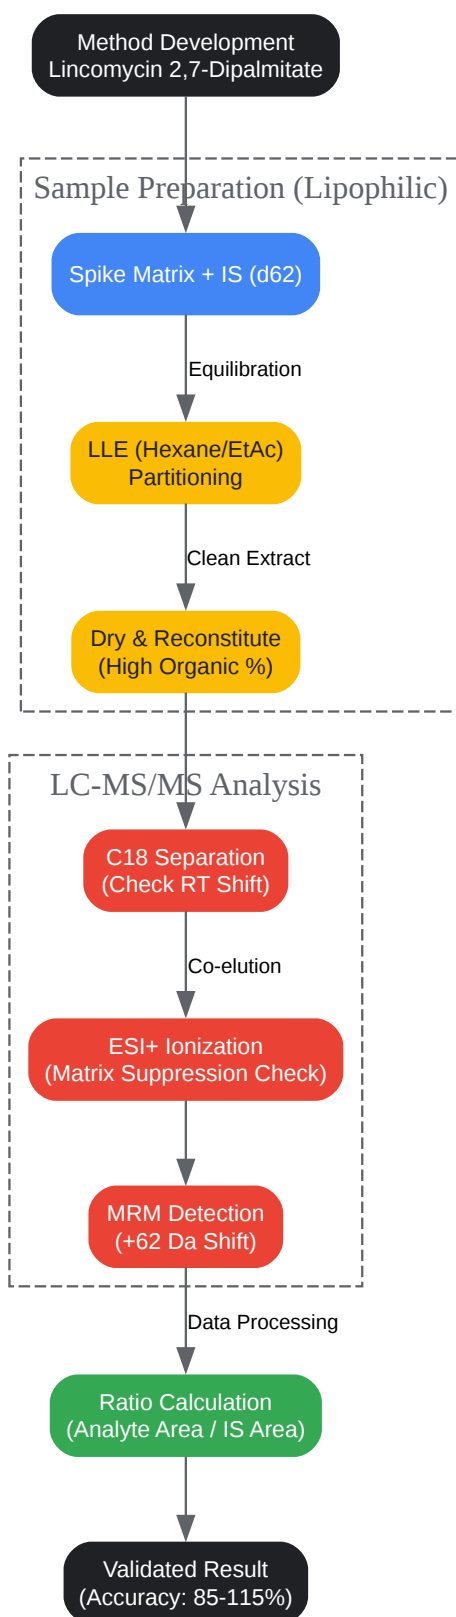 Method Development
Lincomycin 2,7-Dipalmitate
Sample Preparation (Lipophilic)
Spike Matrix + IS (d62)
Equilibration
LLE (Hexane/EtAc)
Partitioning
Clean Extract
Dry & Reconstitute
(High Organic %)
LC-MS/MS Analysis
C18 Separation
(Check RT Shift)
Co-elution
ESI+ Ionization
(Matrix Suppression Check)
MRM Detection
(+62 Da Shift)
Data Processing
Ratio Calculation
(Analyte Area / IS Area)
Validated Result
(Accuracy: 85-115%)